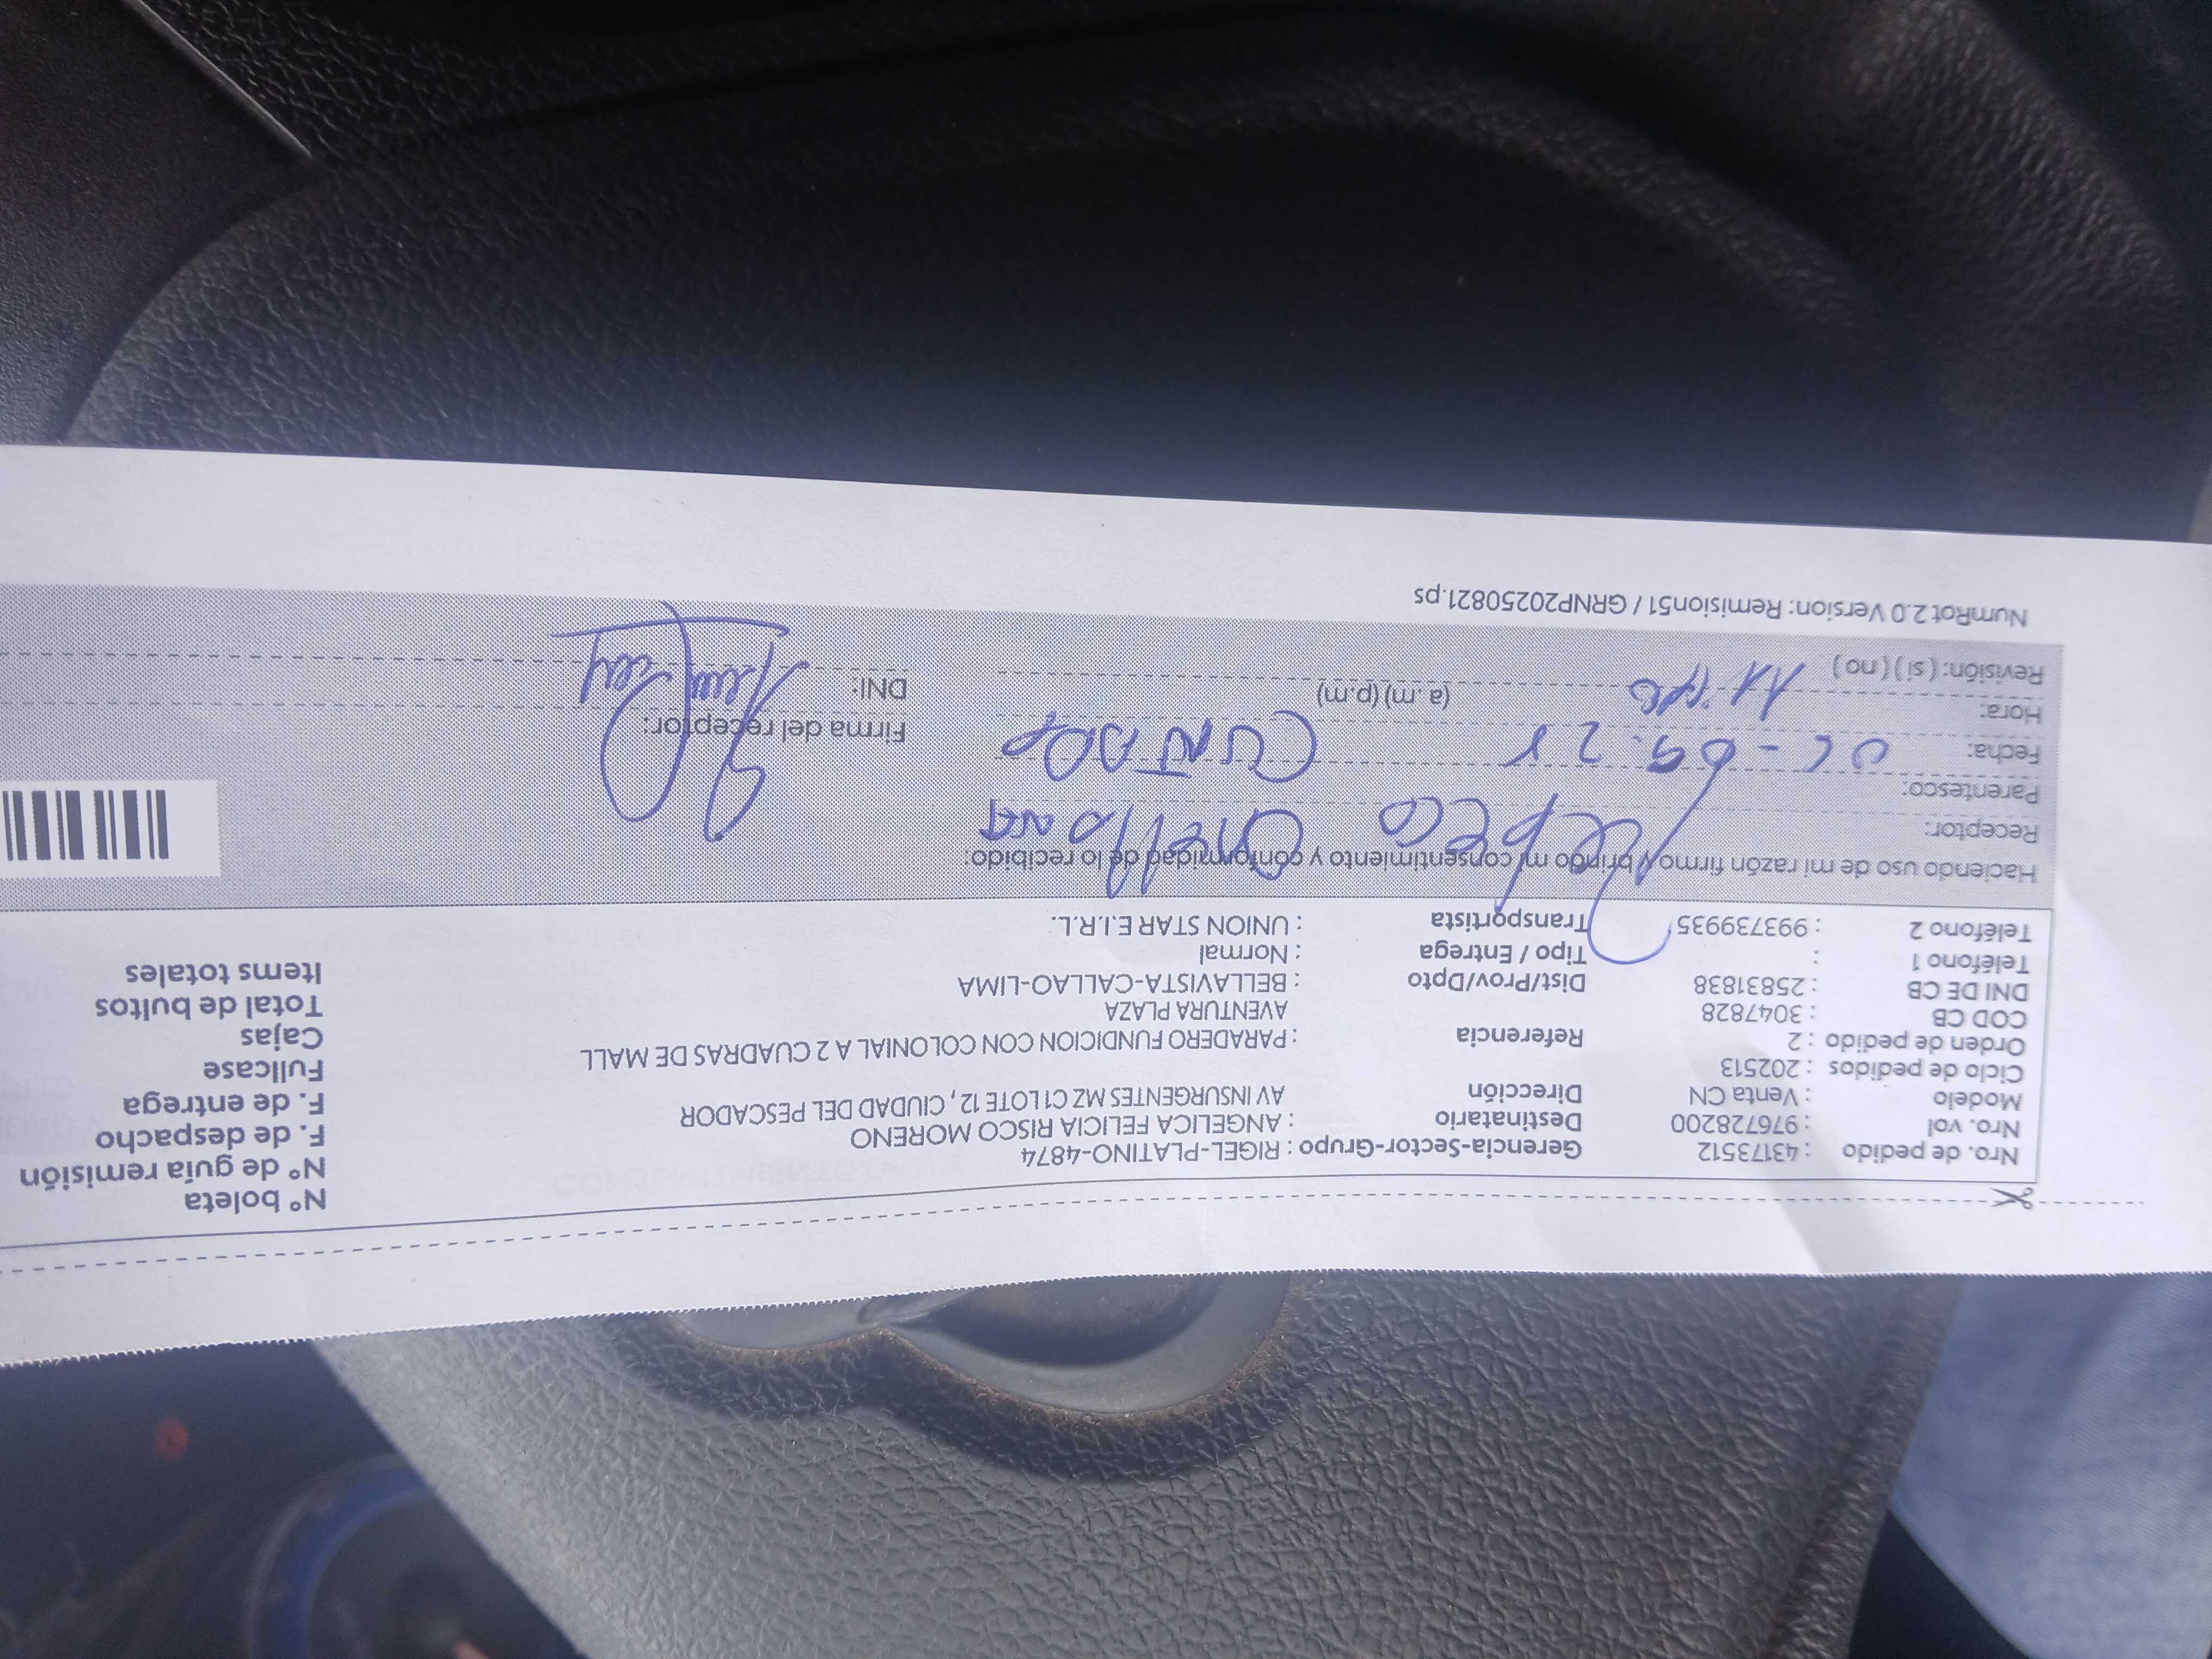 Nro. de pedido : 43173512
Nro. vol : 976728200
Modelo : Venta CN
Ciclo de pedidos : 202513
Orden de pedido : 2
COD CB : 3047828
DNI DE CB : 25831838
Teléfono 1 :
Teléfono 2 : 993739935
Gerencia-Sector-Grupo : RIGEL-PLATINO-4874
Destinatario : ANGELICA FELICIA RISCO MORENO
Dirección AV INSURGENTES MZ C1 LOTE 12, CIUDAD DEL PESCADOR
Referencia : PARADERO FUNDICION CON COLONIAL A 2 CUADRAS DE MALL
AVENTURA PLAZA
Dist/Prov/Dpto : BELLAVISTA-CALLAO-LIMA
Tipo / Entrega : Normal
Transportista : UNION STAR E.I.R.L.
N° boleta
N° de guía remisión
F. de despacho
F. de entrega
Fullcase
Cajas
Total de bultos
Items totales
Haciendo uso de mi razón firmo y brindo mi consentimiento y conformidad de lo recibido:
Receptor:
Parentesco:
Fecha:
Hora: (a.m) (p.m)
Revisión: ( si ) ( no )
Firma del receptor:
DNI:
NumRot 2.0 Version: Remision51 / GRNP20250821.ps